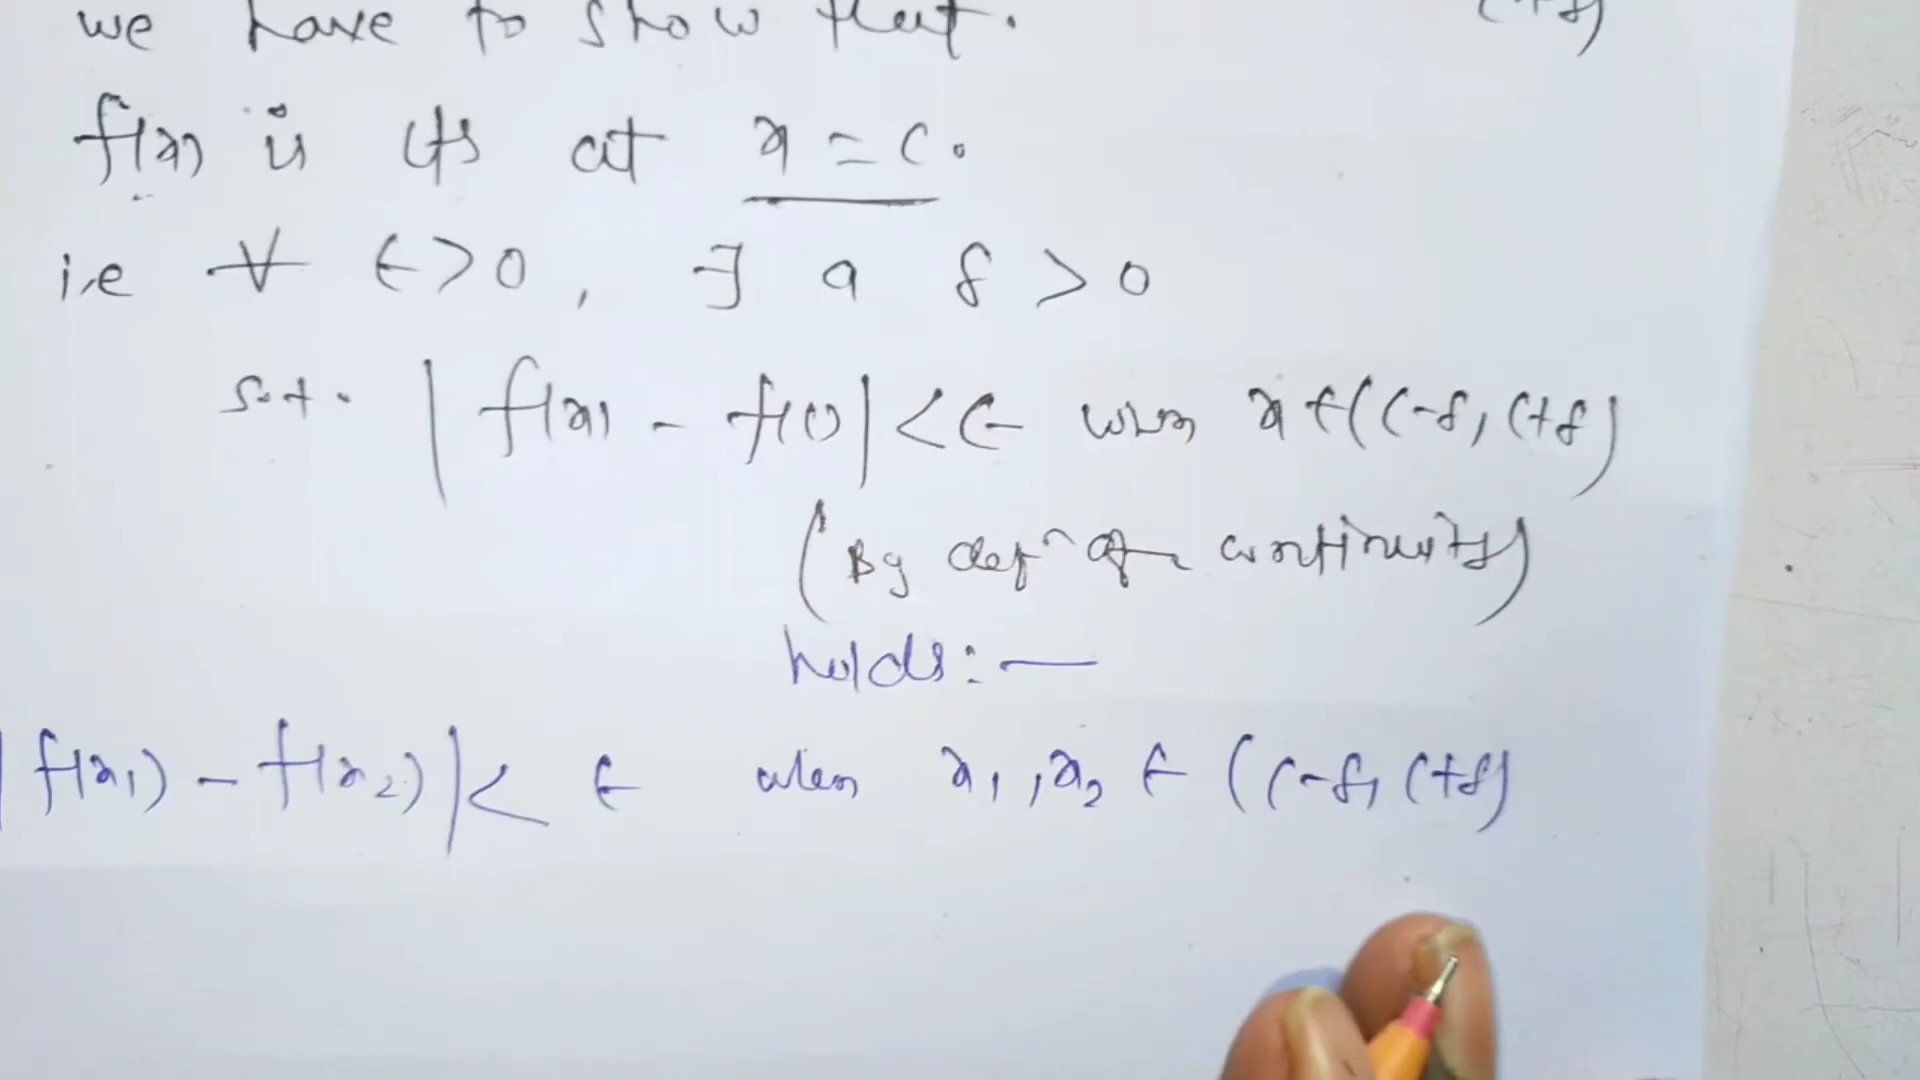 we have to show that.
c+δ)
f(x) is cts at x = c.
i.e ∀ ϵ>0, ∃ a δ > 0
s.t. |f(x) - f(c)| < ϵ when x ∈ (c-δ, c+δ)
(By defⁿ of continuity)
holds:—
|f(x₁) - f(x₂)| < ϵ when x₁, x₂ ∈ (c-δ, c+δ)